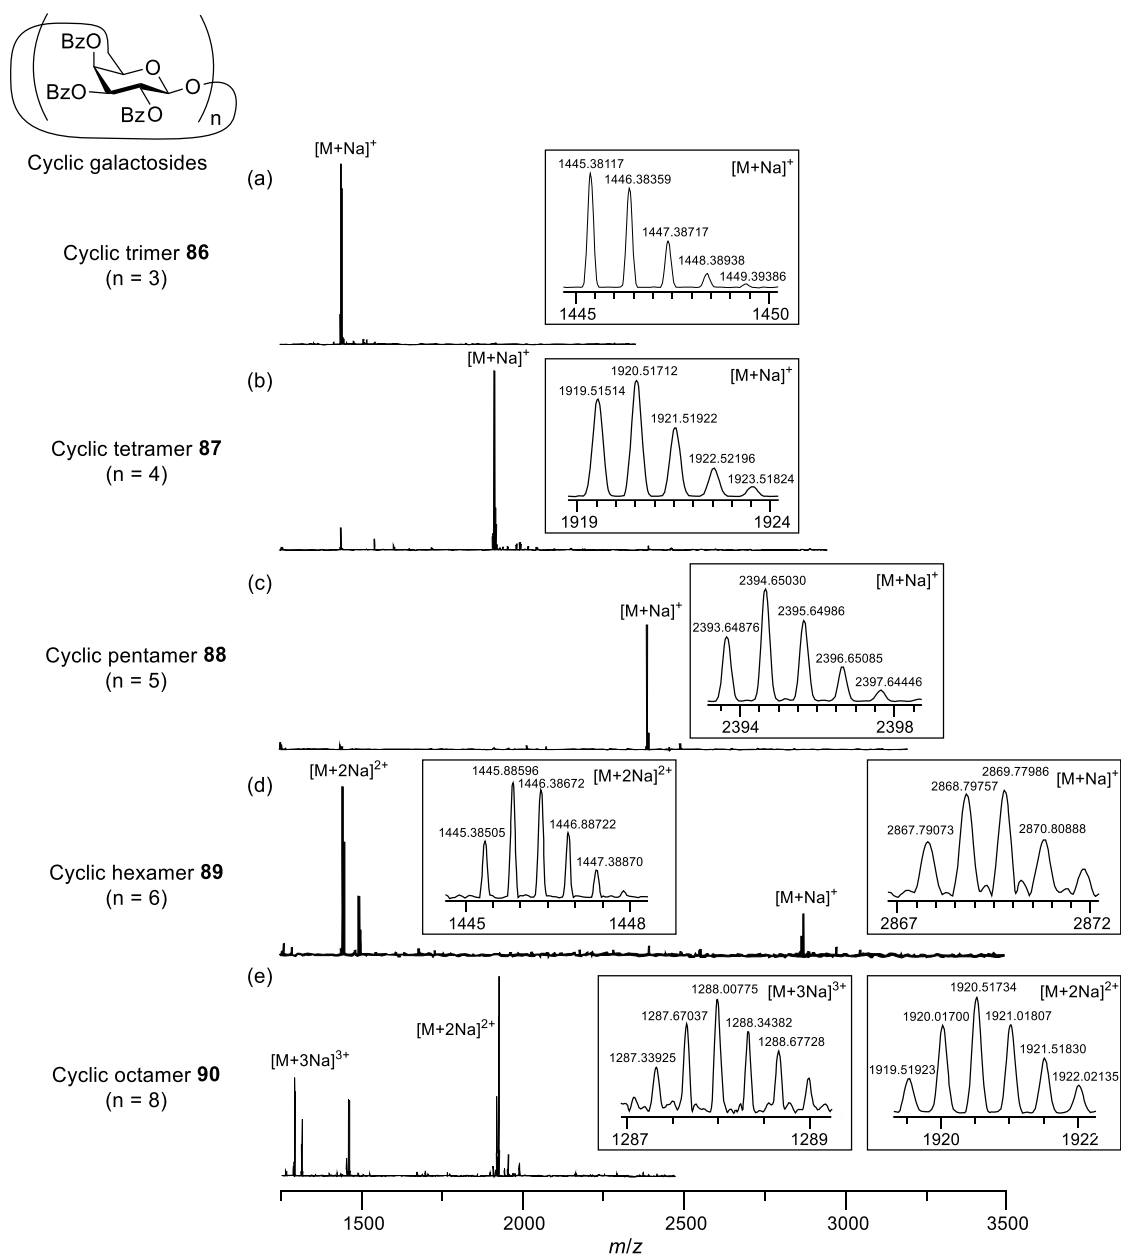 BzO
O
BzO
O
BzO
n
Cyclic galactosides
(a)
[M+Na]⁺
Cyclic trimer 86
(n = 3)
[M+Na]⁺
1445.38117
1446.38359
1447.38717
1448.38938
1449.39386
1445 1450
(b)
[M+Na]⁺
Cyclic tetramer 87
(n = 4)
[M+Na]⁺
1919.51514
1920.51712
1921.51922
1922.52196
1923.51824
1919 1924
(c)
[M+Na]⁺
Cyclic pentamer 88
(n = 5)
[M+Na]⁺
2393.64876
2394.65030
2395.64986
2396.65085
2397.64446
2394 2398
(d)
[M+2Na]²⁺
Cyclic hexamer 89
(n = 6)
[M+2Na]²⁺
1445.38505
1445.88596
1446.38672
1446.88722
1447.38870
1445 1448
[M+Na]⁺
[M+Na]⁺
2867.79073
2868.79757
2869.77986
2870.80888
2867 2872
(e)
[M+3Na]³⁺
[M+2Na]²⁺
Cyclic octamer 90
(n = 8)
[M+3Na]³⁺
1287.33925
1287.67037
1288.00775
1288.34382
1288.67728
1287 1289
[M+2Na]²⁺
1919.51923
1920.01700
1920.51734
1921.01807
1921.51830
1922.02135
1920 1922
1500 2000 2500 3000 3500
m/z